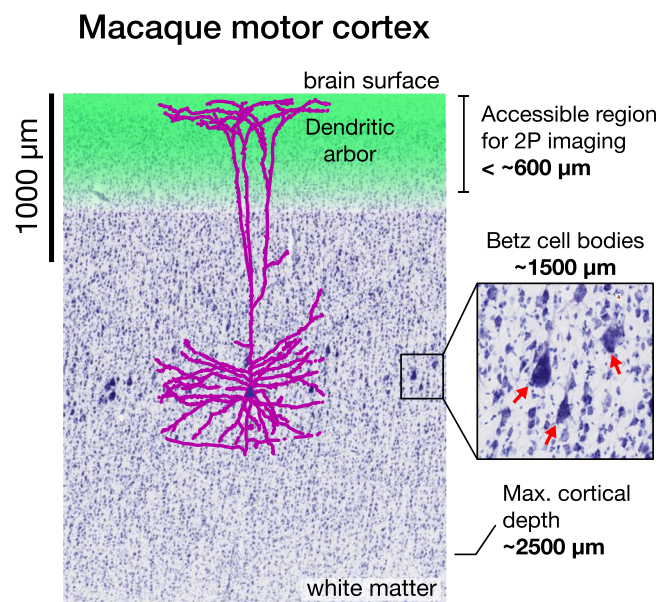 Macaque motor cortex
brain surface
1000 µm
Dendritic
arbor
Accessible region
for 2P imaging
< ~600 µm
Betz cell bodies
~1500 µm
Max. cortical
depth
~2500 µm
white matter